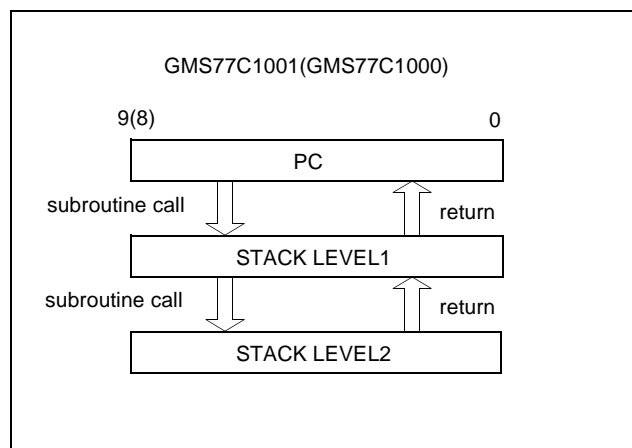 GMS77C1001(GMS77C1000)
9(8) 0
PC
subroutine call return
STACK LEVEL1
subroutine call return
STACK LEVEL2